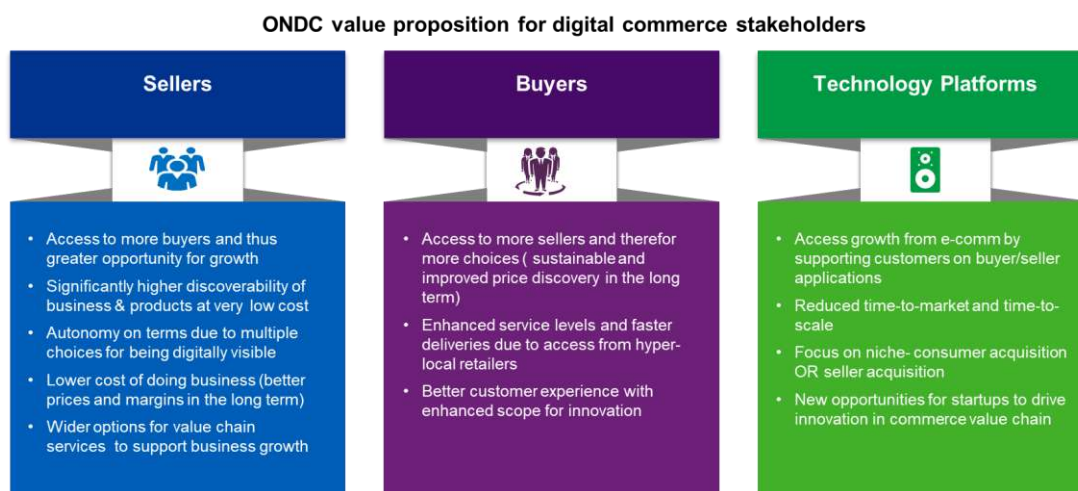 ONDC value proposition for digital commerce stakeholders
Sellers
• Access to more buyers and thus
greater opportunity for growth
• Significantly higher discoverability of
business & products at very low cost
• Autonomy on terms due to multiple
choices for being digitally visible
• Lower cost of doing business (better
prices and margins in the long term)
• Wider options for value chain
services to support business growth
Buyers
• Access to more sellers and therefor
more choices ( sustainable and
improved price discovery in the long
term)
• Enhanced service levels and faster
deliveries due to access from hyper-
local retailers
• Better customer experience with
enhanced scope for innovation
Technology Platforms
• Access growth from e-comm by
supporting customers on buyer/seller
applications
• Reduced time-to-market and time-to-
scale
• Focus on niche- consumer acquisition
OR seller acquisition
• New opportunities for startups to drive
innovation in commerce value chain